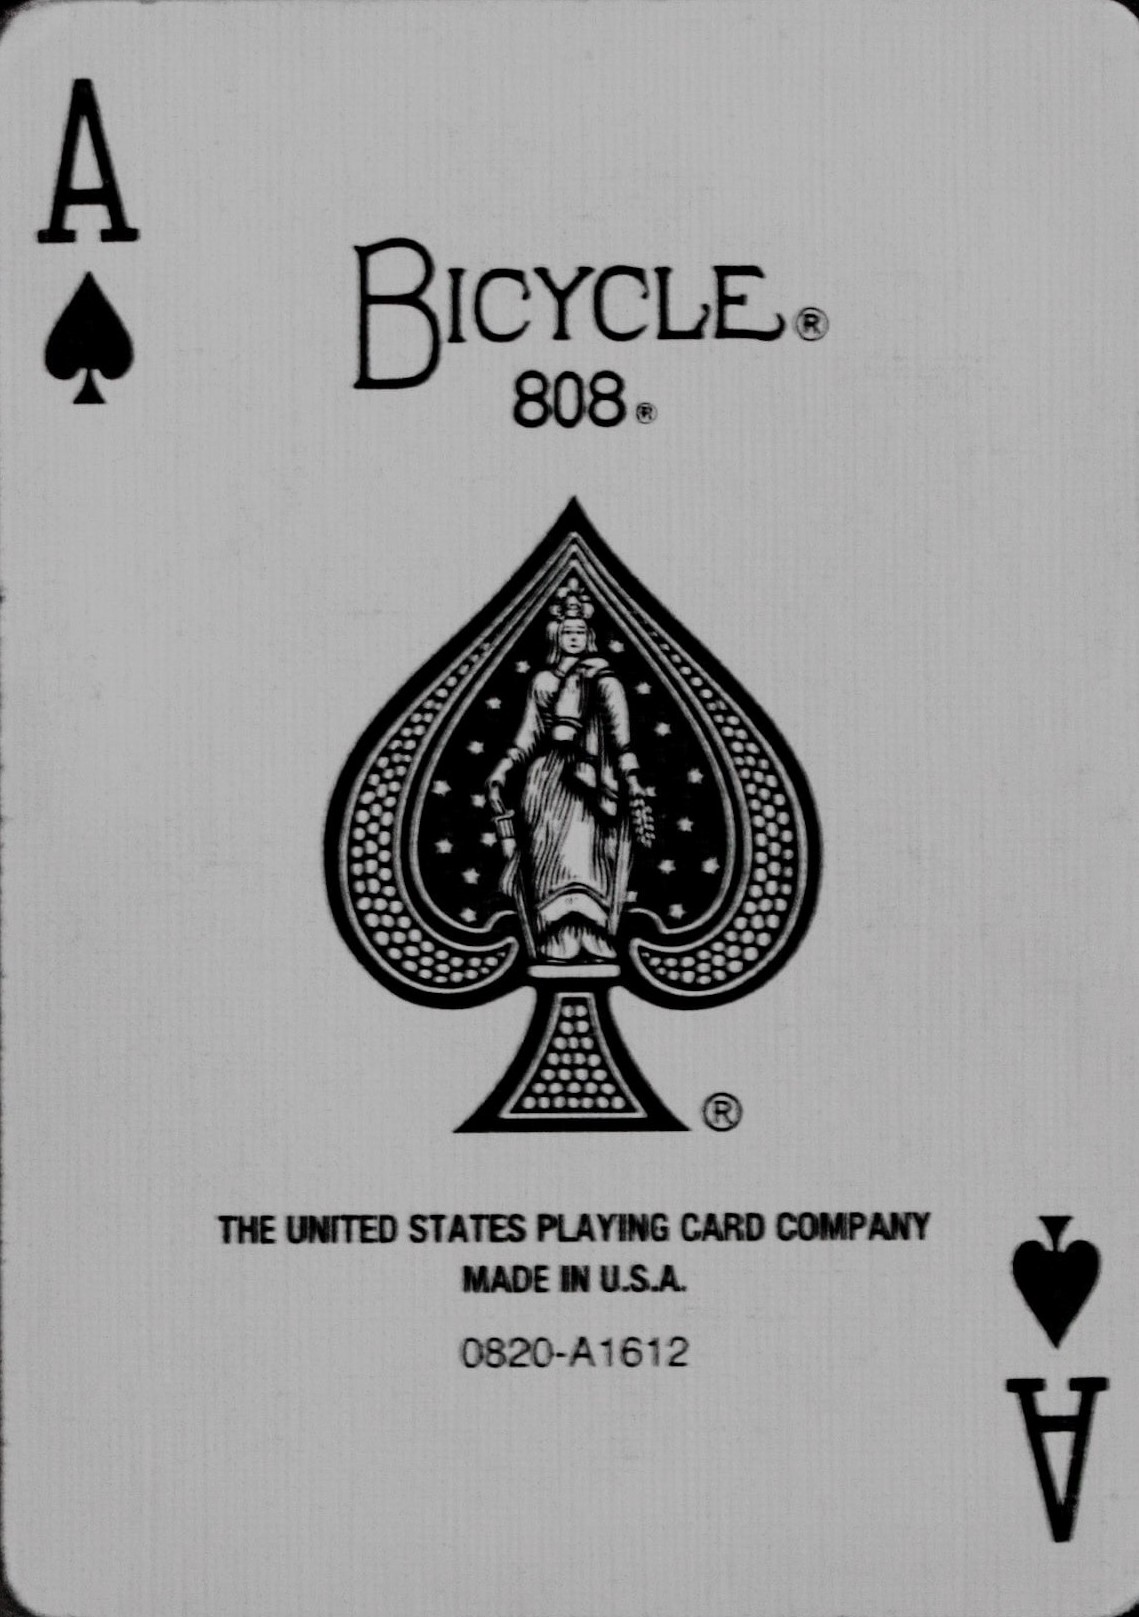 A
BICYCLE®
808®
®
THE UNITED STATES PLAYING CARD COMPANY
MADE IN U.S.A.
0820-A1612
A